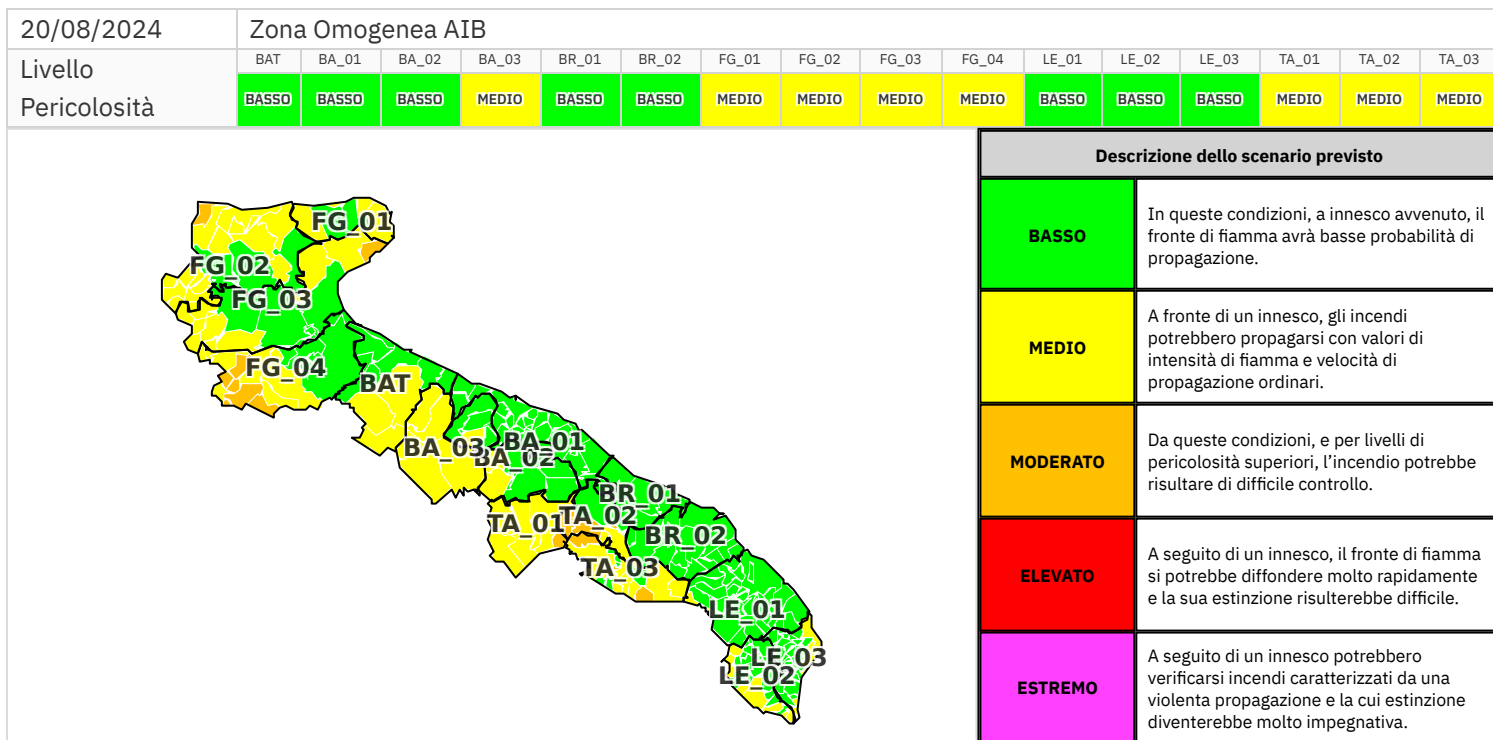 20/08/2024 Zona Omogenea AIB
Livello Pericolosità
BAT BA_01 BA_02 BA_03 BR_01 BR_02 FG_01 FG_02 FG_03 FG_04 LE_01 LE_02 LE_03 TA_01 TA_02 TA_03
BASSO BASSO BASSO MEDIO BASSO BASSO MEDIO MEDIO MEDIO MEDIO BASSO BASSO BASSO MEDIO MEDIO MEDIO
FG_01
FG_02
FG_03
FG_04
BAT
BA_01
BA_03
BA_02
BR_01
TA_02
TA_01
BR_02
TA_03
LE_01
LE_03
LE_02
Descrizione dello scenario previsto
BASSO
In queste condizioni, a innesco avvenuto, il
fronte di fiamma avrà basse probabilità di
propagazione.
MEDIO
A fronte di un innesco, gli incendi
potrebbero propagarsi con valori di
intensità di fiamma e velocità di
propagazione ordinari.
MODERATO
Da queste condizioni, e per livelli di
pericolosità superiori, l’incendio potrebbe
risultare di difficile controllo.
ELEVATO
A seguito di un innesco, il fronte di fiamma
si potrebbe diffondere molto rapidamente
e la sua estinzione risulterebbe difficile.
ESTREMO
A seguito di un innesco potrebbero
verificarsi incendi caratterizzati da una
violenta propagazione e la cui estinzione
diventerebbe molto impegnativa.